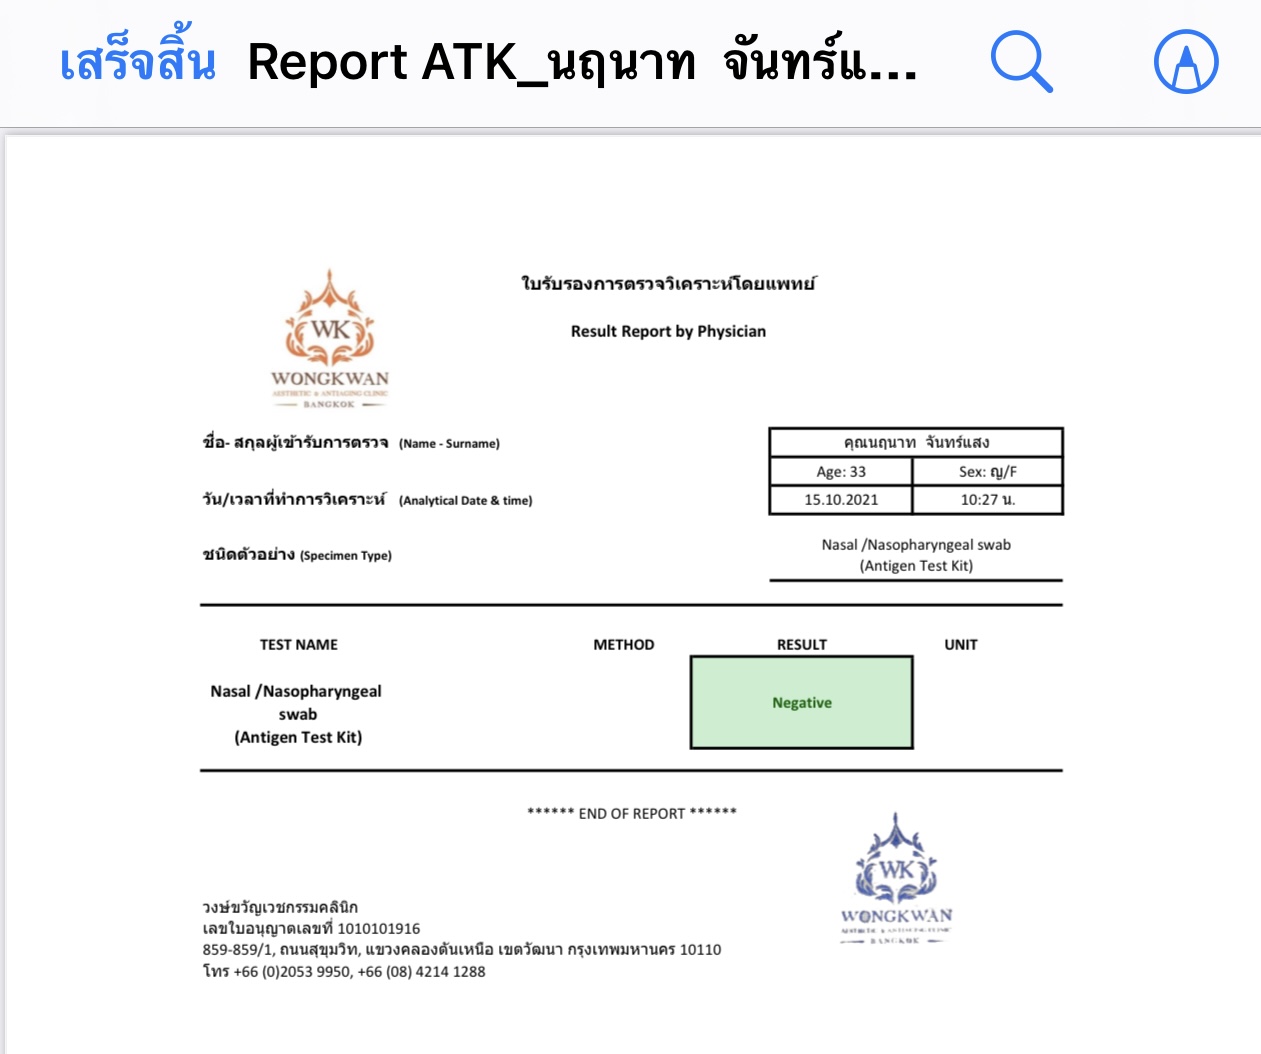 เสร็จสิ้น Report ATK_นฤนาท จันทร์แ...
ใบรับรองการตรวจวิเคราะห์โดยแพทย์
Result Report by Physician
WK
WONGKWAN
AESTHETIC & ANTIAGING CLINIC
BANGKOK
ชื่อ- สกุลผู้เข้ารับการตรวจ (Name - Surname)
คุณนฤนาท จันทร์แสง
Age: 33 Sex: ญ/F
วัน/เวลาที่ทำการวิเคราะห์ (Analytical Date & time)
15.10.2021 10:27 น.
ชนิดตัวอย่าง (Specimen Type)
Nasal /Nasopharyngeal swab
(Antigen Test Kit)
TEST NAME METHOD RESULT UNIT
Nasal /Nasopharyngeal
swab
(Antigen Test Kit)
Negative
****** END OF REPORT ******
WK
WONGKWAN
AESTHETIC & ANTIAGING CLINIC
BANGKOK
วงษ์ขวัญเวชกรรมคลินิก
เลขใบอนุญาตเลขที่ 1010101916
859-859/1, ถนนสุขุมวิท, แขวงคลองตันเหนือ เขตวัฒนา กรุงเทพมหานคร 10110
โทร +66 (0)2053 9950, +66 (08) 4214 1288